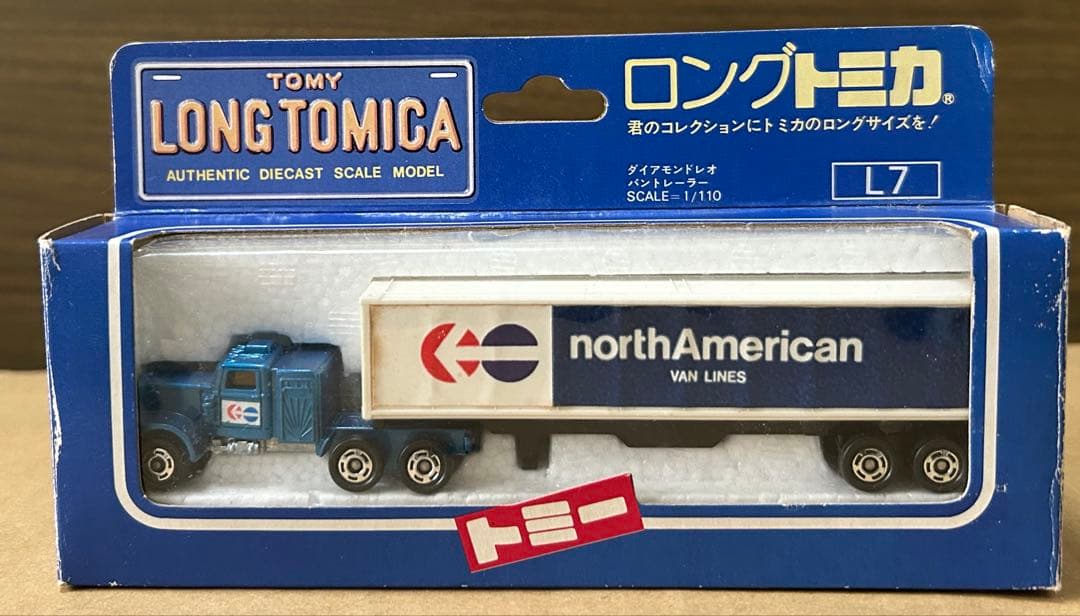 TOMY
LONG TOMICA
AUTHENTIC DIECAST SCALE MODEL
ロングトミカ®
君のコレクションにトミカのロングサイズを!
ダイアモンドレオ
バントレーラー
SCALE=1/110
L7
northAmerican
VAN LINES
トミー